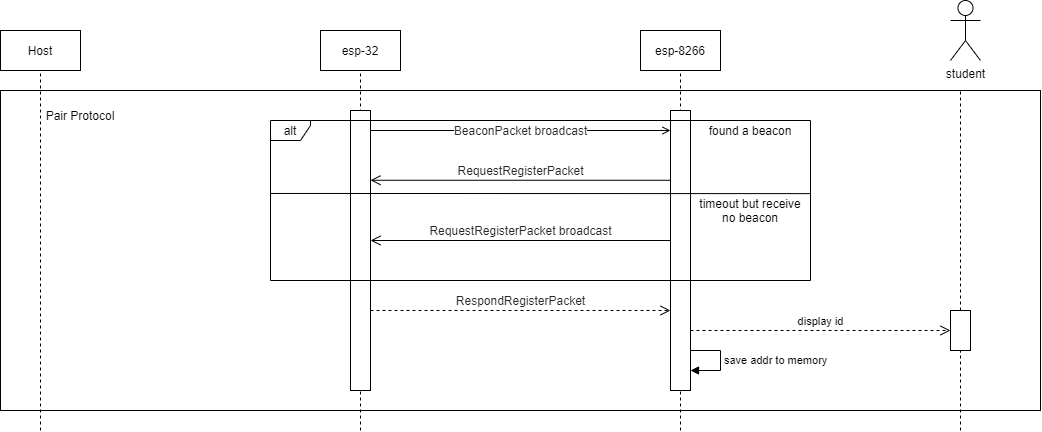 Host
esp-32
esp-8266
student
Pair Protocol
alt
BeaconPacket broadcast
found a beacon
RequestRegisterPacket
timeout but receive
no beacon
RequestRegisterPacket broadcast
RespondRegisterPacket
display id
save addr to memory